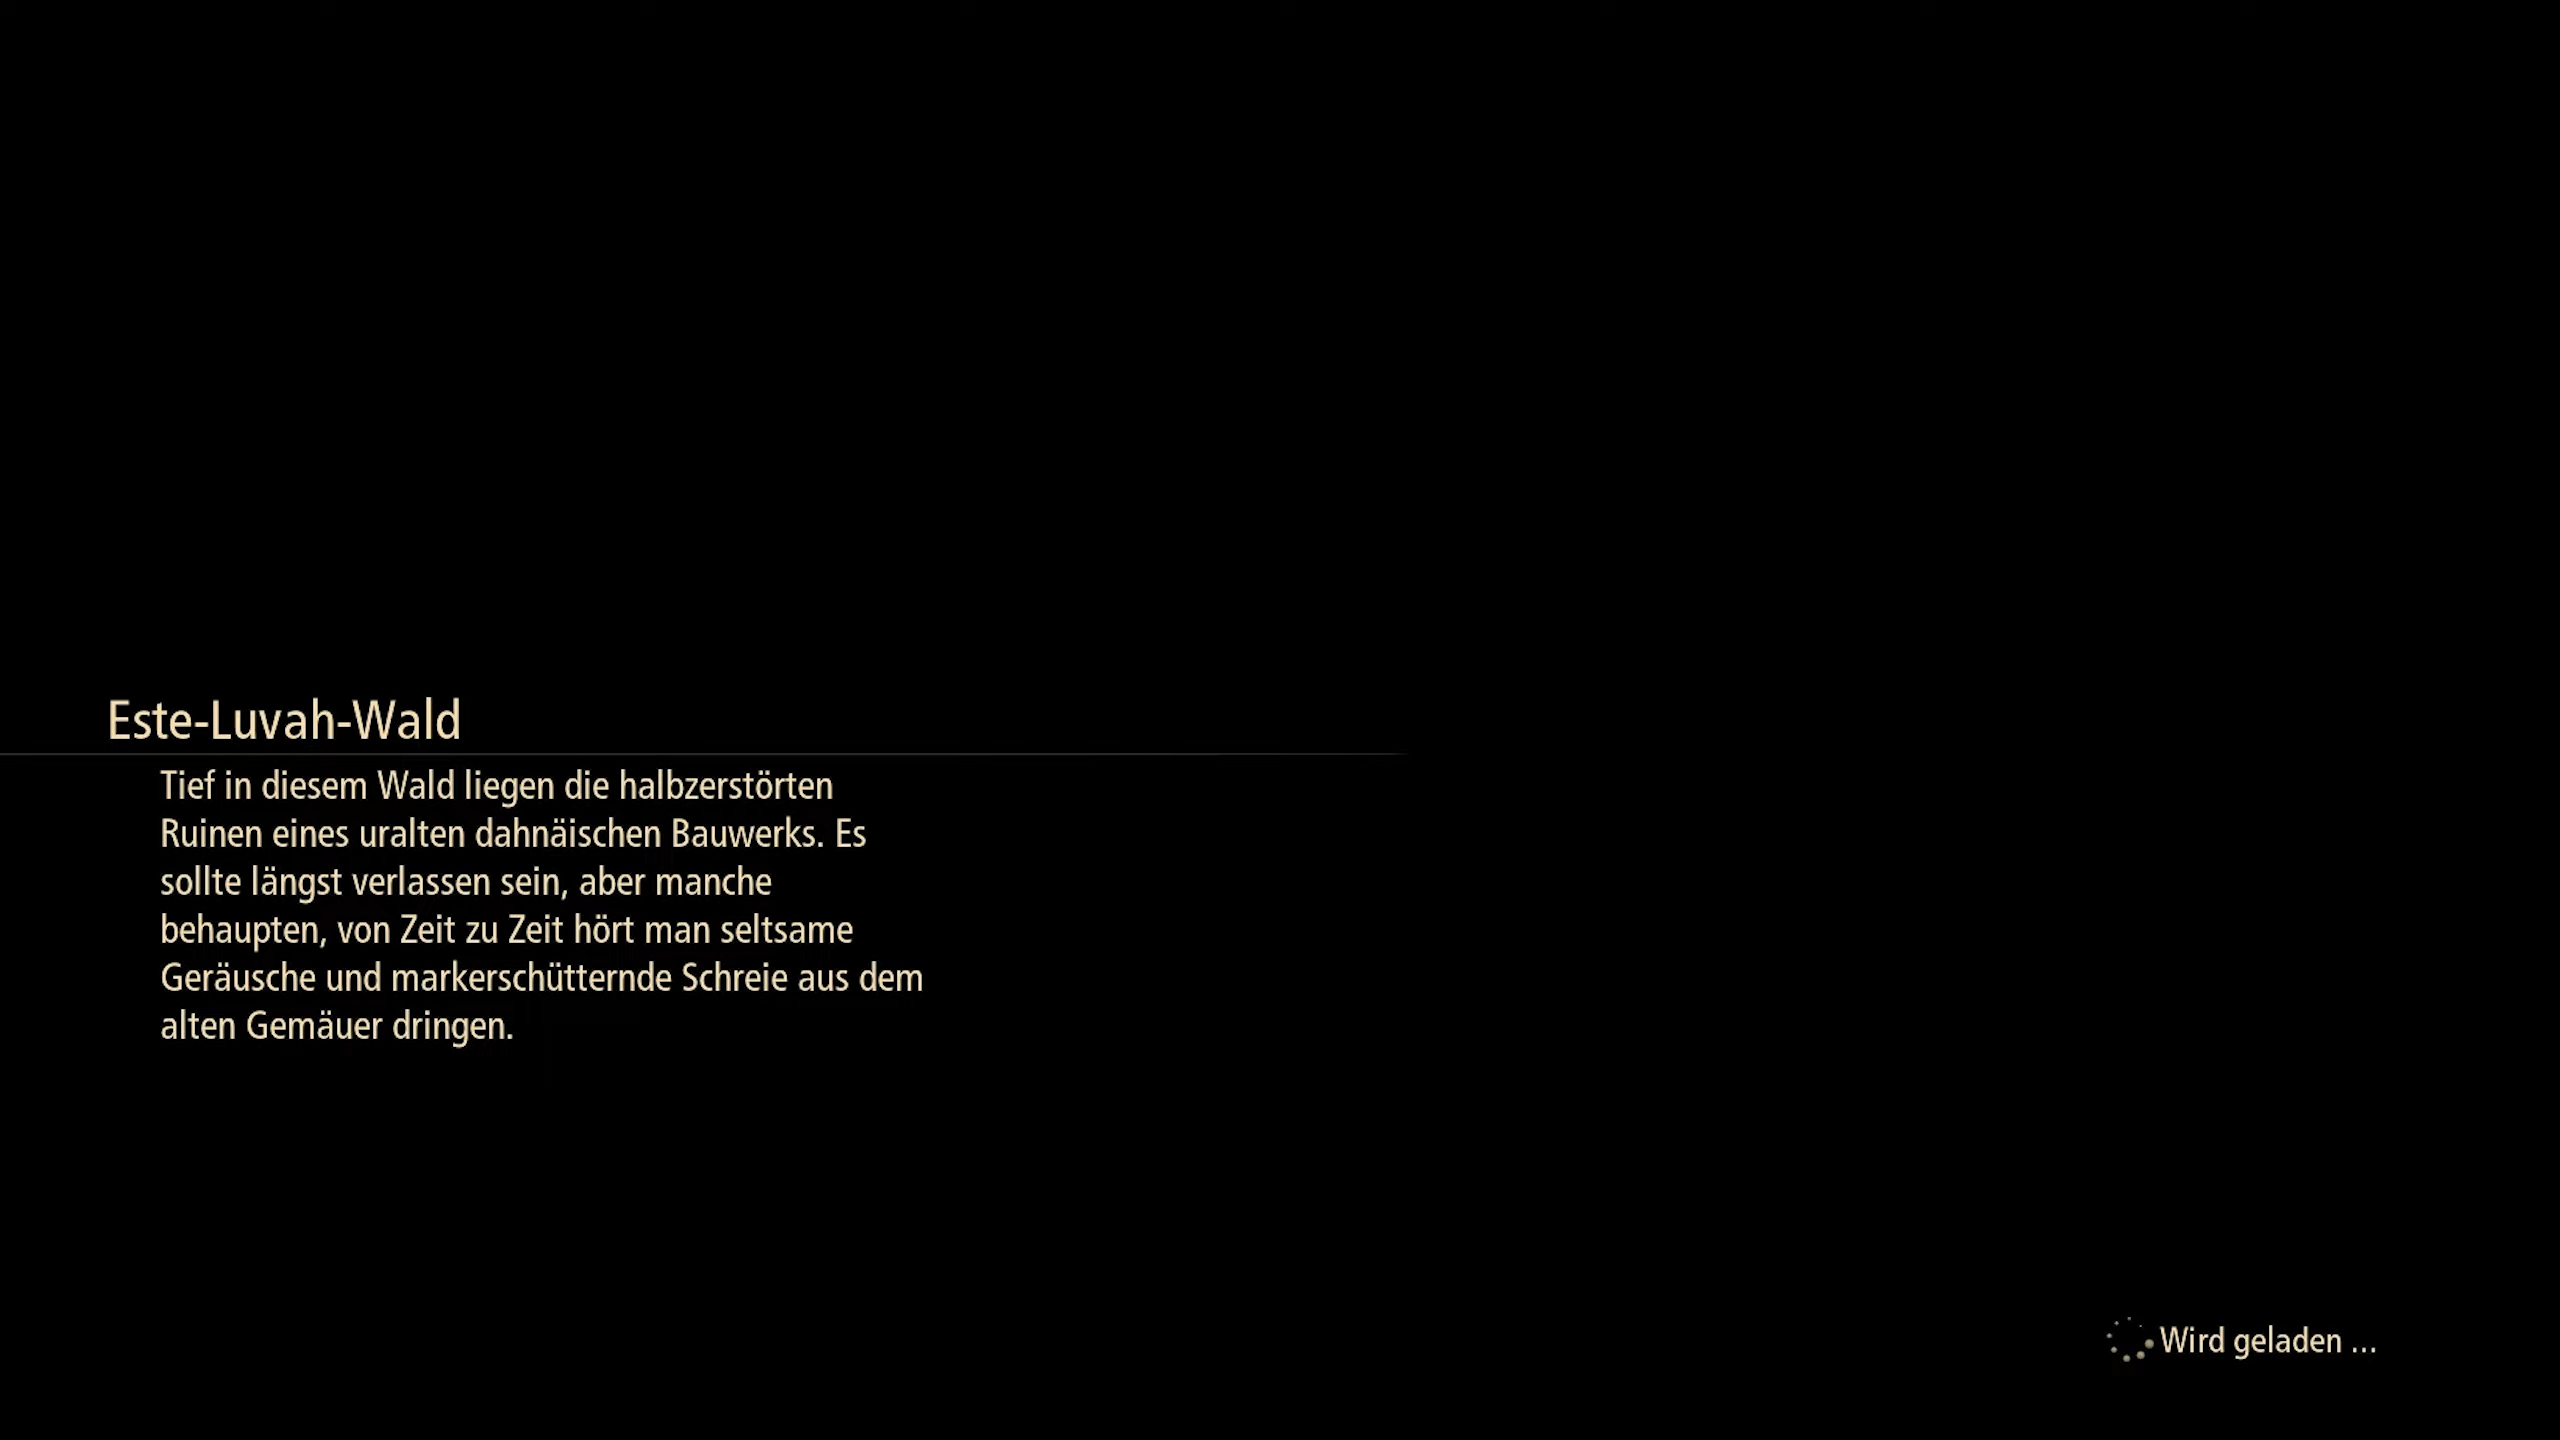 Este-Luvah-Wald
Tief in diesem Wald liegen die halbzerstörten
Ruinen eines uralten dahnäischen Bauwerks. Es
sollte längst verlassen sein, aber manche
behaupten, von Zeit zu Zeit hört man seltsame
Geräusche und markerschütternde Schreie aus dem
alten Gemäuer dringen.
Wird geladen ...